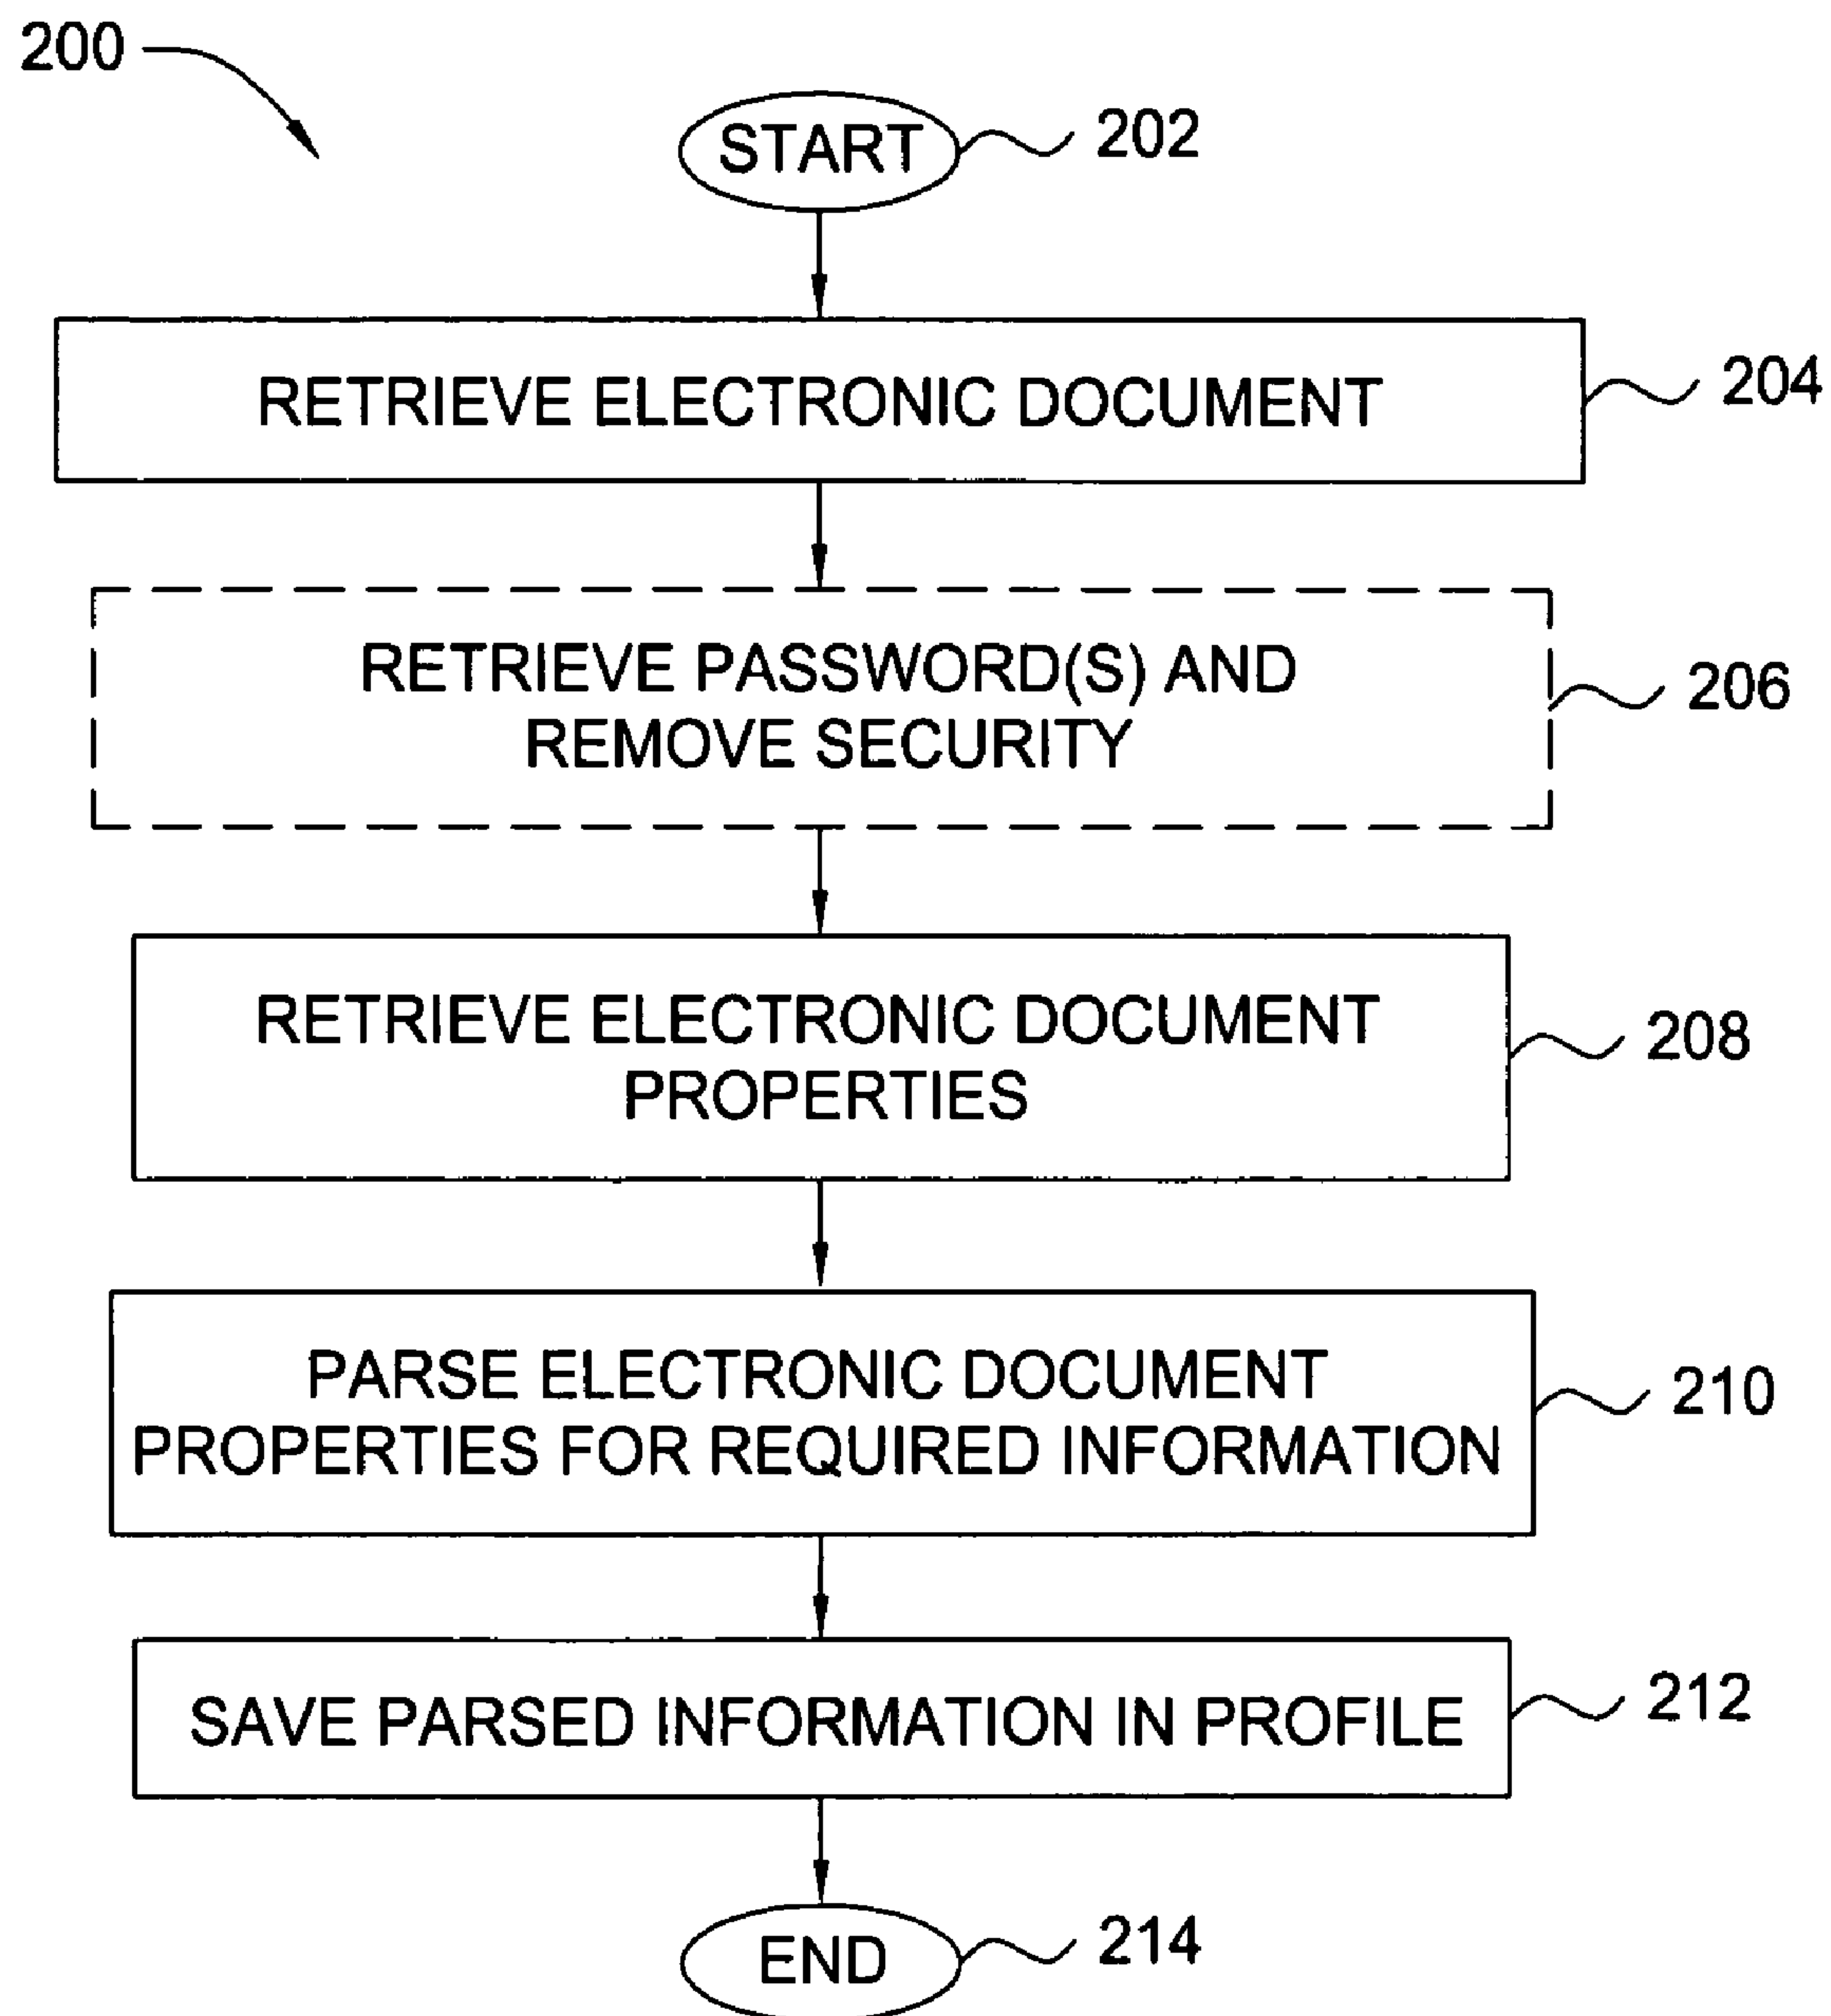 200
START
202
RETRIEVE ELECTRONIC DOCUMENT
204
RETRIEVE PASSWORD(S) AND
REMOVE SECURITY
206
RETRIEVE ELECTRONIC DOCUMENT
PROPERTIES
208
PARSE ELECTRONIC DOCUMENT
PROPERTIES FOR REQUIRED INFORMATION
210
SAVE PARSED INFORMATION IN PROFILE
212
END
214